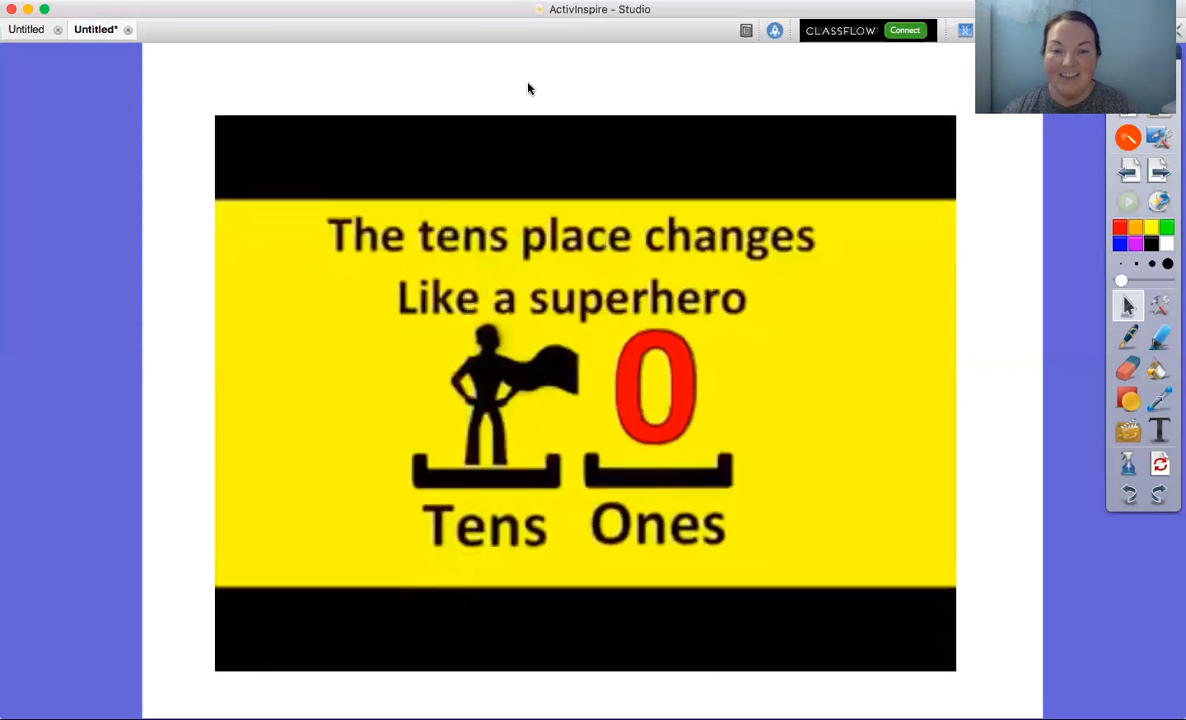 ActivInspire - Studio
Untitled
Untitled*
CLASSFLOW
Connect
The tens place changes
Like a superhero
0
Tens Ones
T